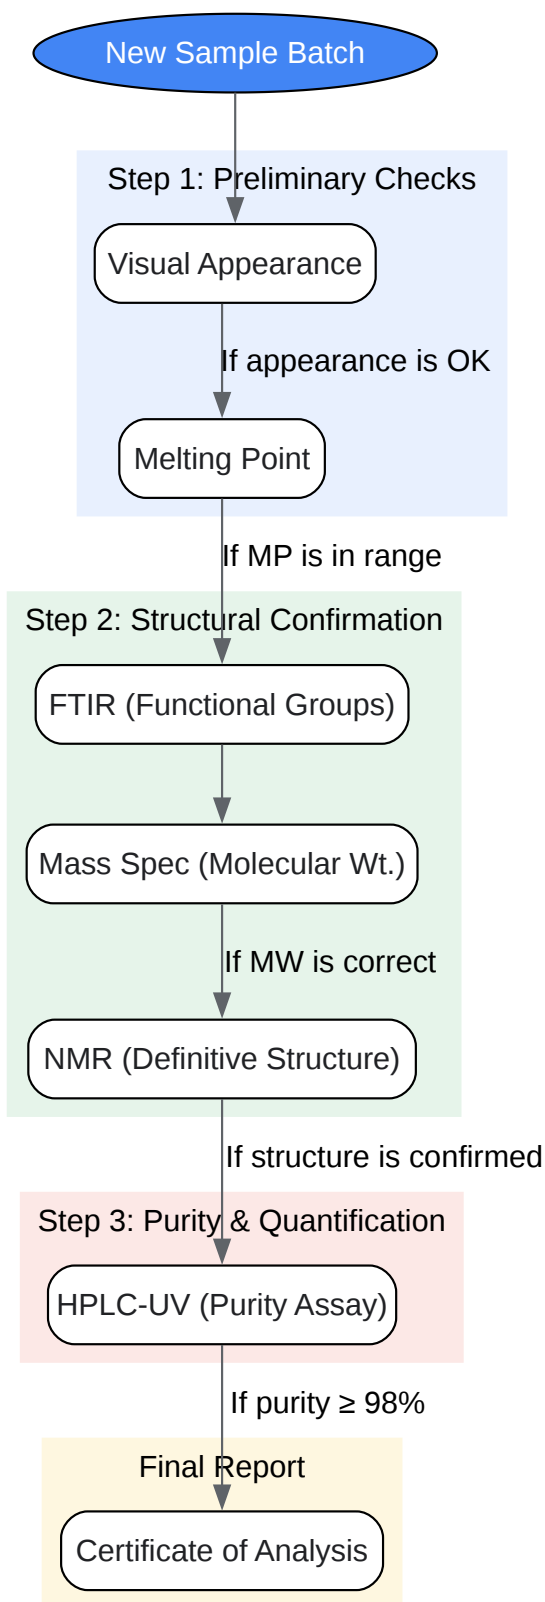 New Sample Batch
Step 1: Preliminary Checks
Visual Appearance
If appearance is OK
Melting Point
If MP is in range
Step 2: Structural Confirmation
FTIR (Functional Groups)
Mass Spec (Molecular Wt.)
If MW is correct
NMR (Definitive Structure)
If structure is confirmed
Step 3: Purity & Quantification
HPLC-UV (Purity Assay)
If purity ≥ 98%
Final Report
Certificate of Analysis